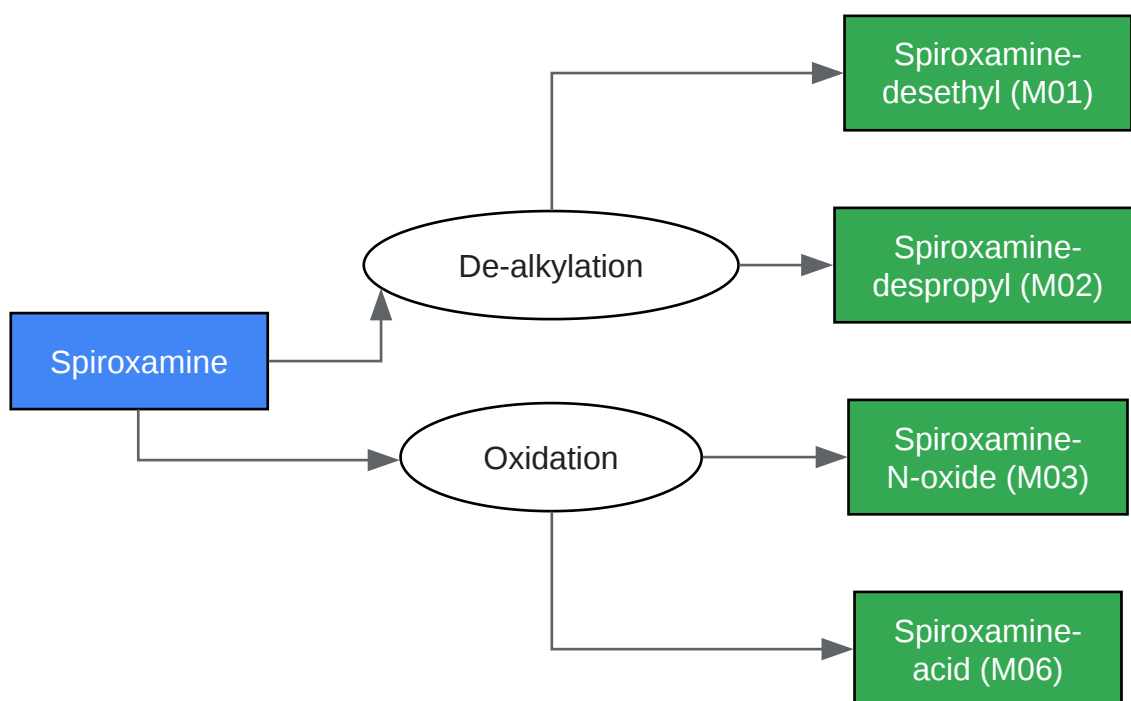 Spiroxamine-
desethyl (M01)
De-alkylation
Spiroxamine-
despropyl (M02)
Spiroxamine
Oxidation
Spiroxamine-
N-oxide (M03)
Spiroxamine-
acid (M06)